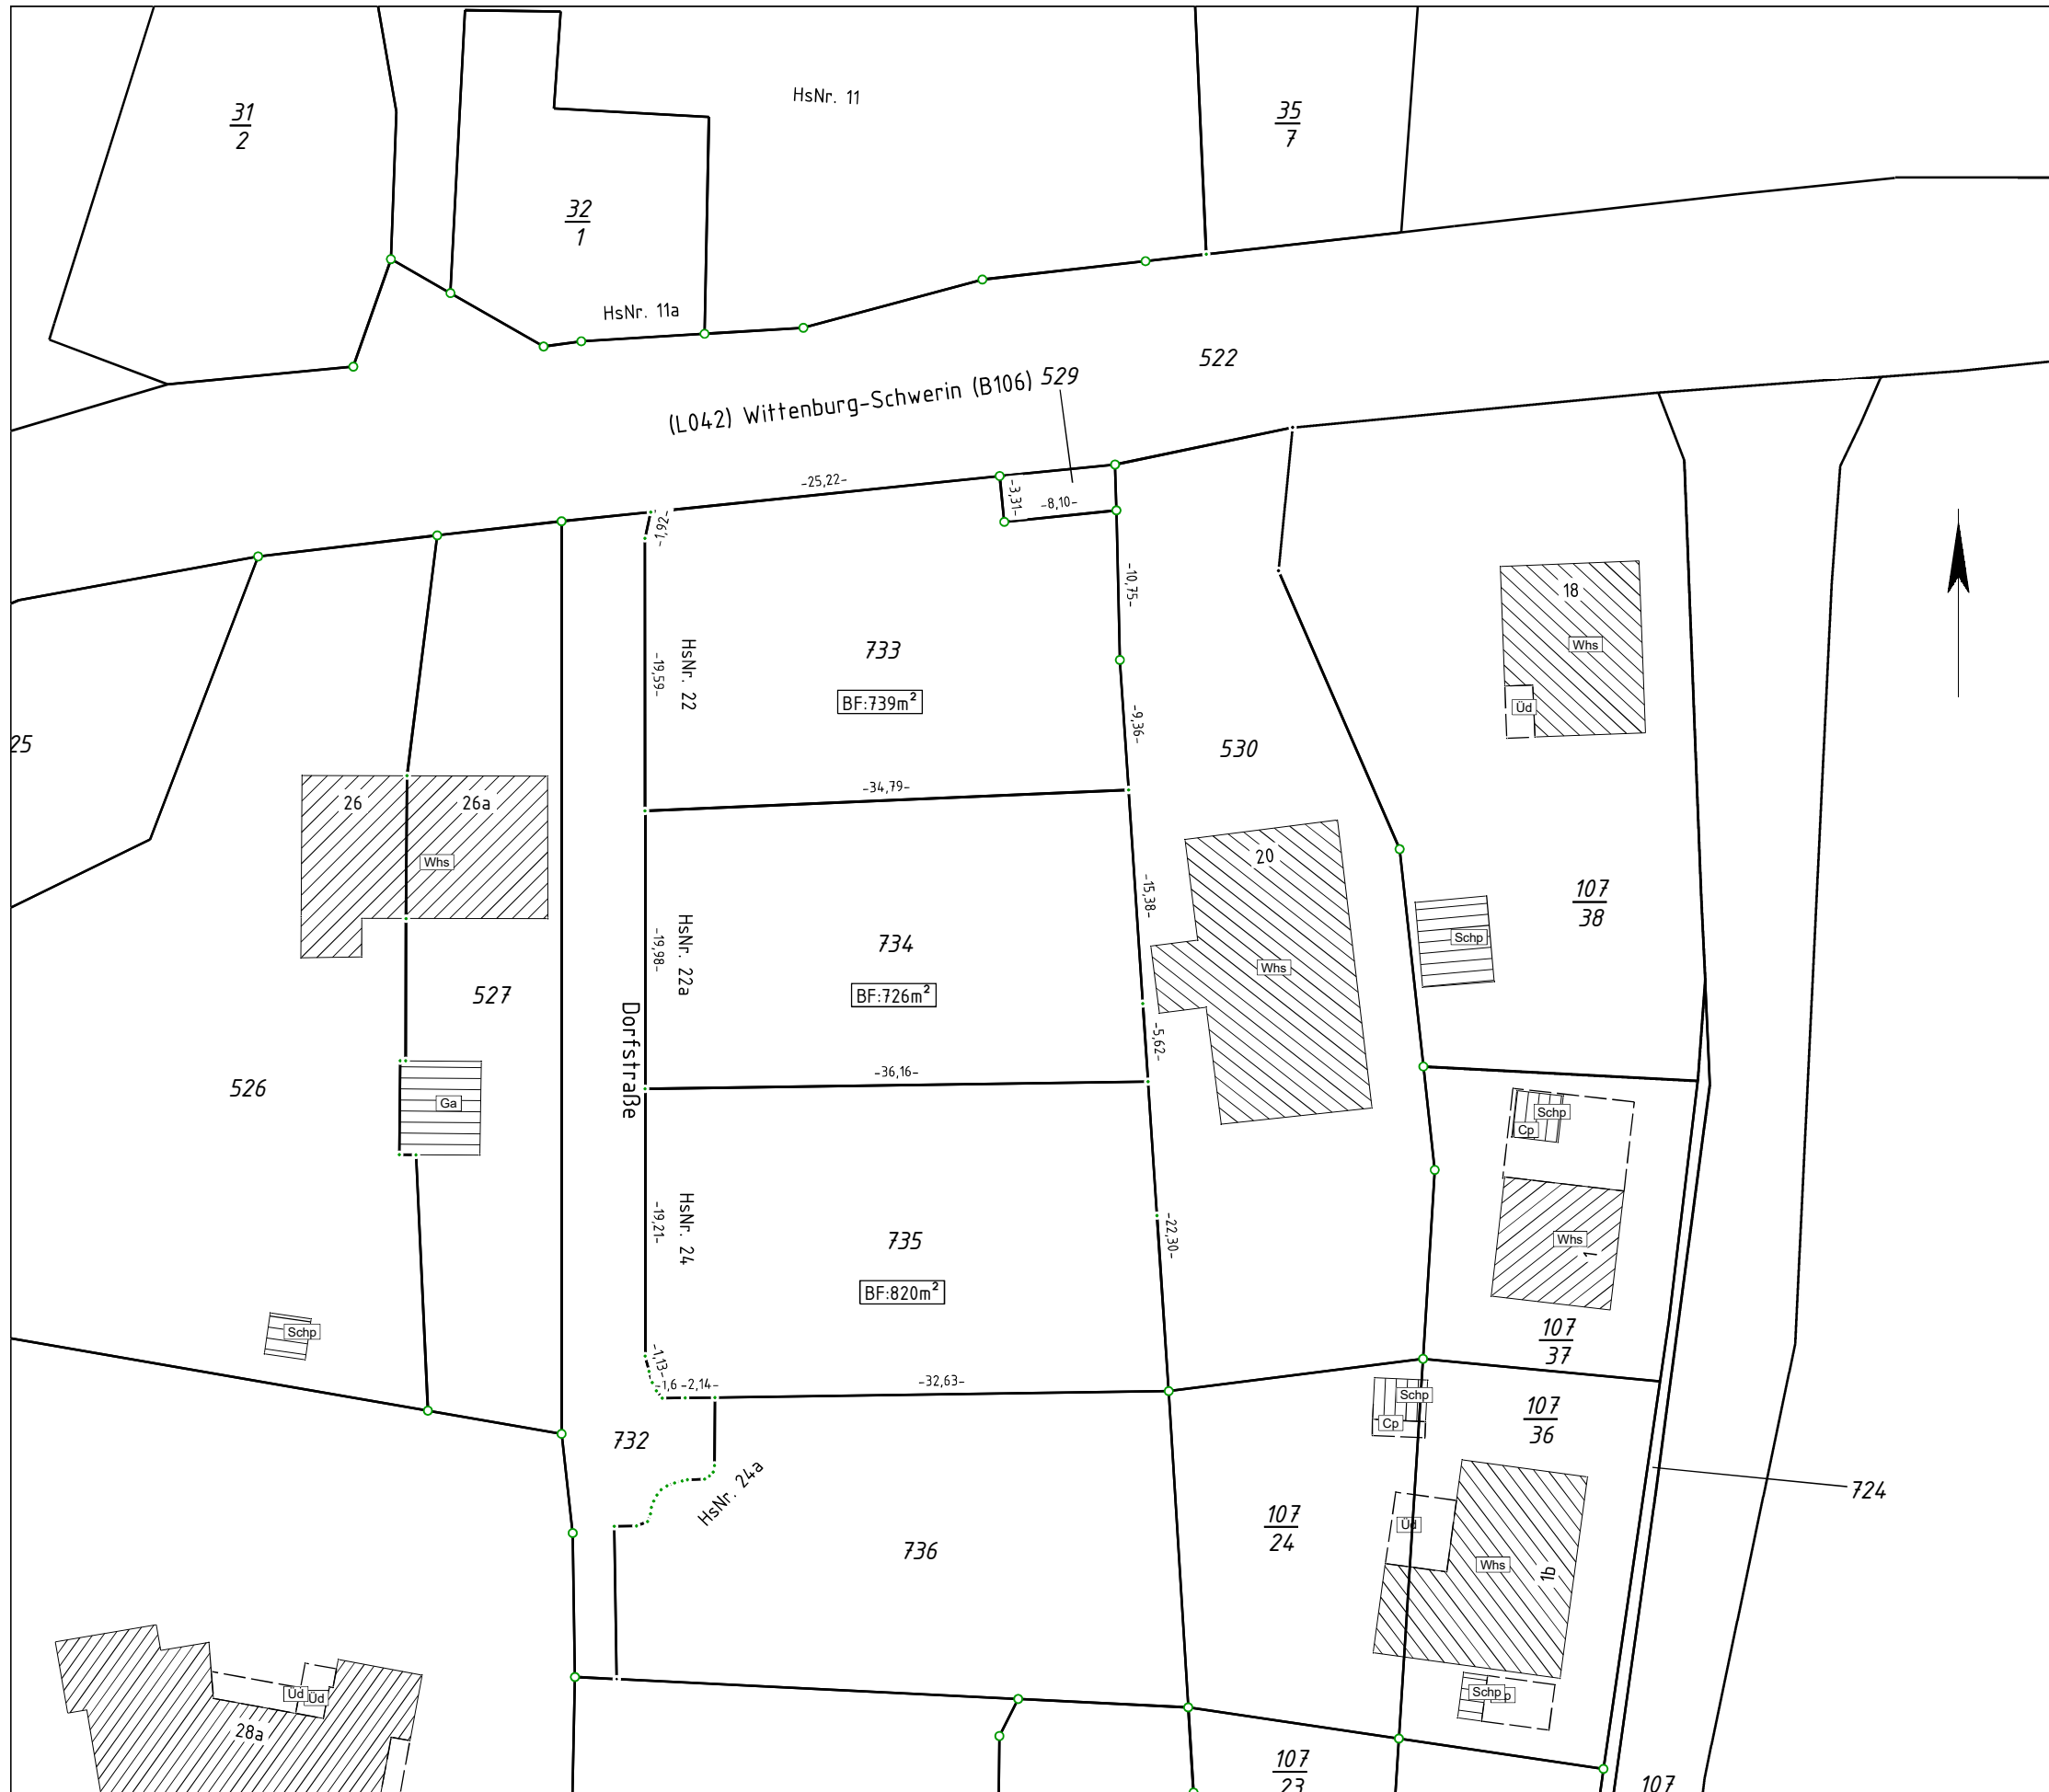 HsNr. 11
31
2
35
7
32
1
HsNr. 11a
522
529
(L042) Wittenburg-Schwerin (B106)
-25,22-
-3,31-
-8,10-
-1,92-
-10,75-
18
Whs
Üd
733
HsNr. 22
-19,59-
BF:739m²
-9,36-
530
25
-34,79-
26
26a
Whs
20
-15,38-
107
38
Schp
734
HsNr. 22a
-19,98-
Whs
527
BF:726m²
Dorfstraße
-5,62-
-36,16-
526
Ga
Schp
Cp
735
HsNr. 24
-19,21-
-22,30-
Whs
1
BF:820m²
Schp
107
37
-1,13-
-1,6
-2,14-
-32,63-
Schp
Cp
107
36
732
HsNr. 24a
724
107
24
Üd
736
Whs
1b
Üd
Üd
Schp
p
28a
107
23
107